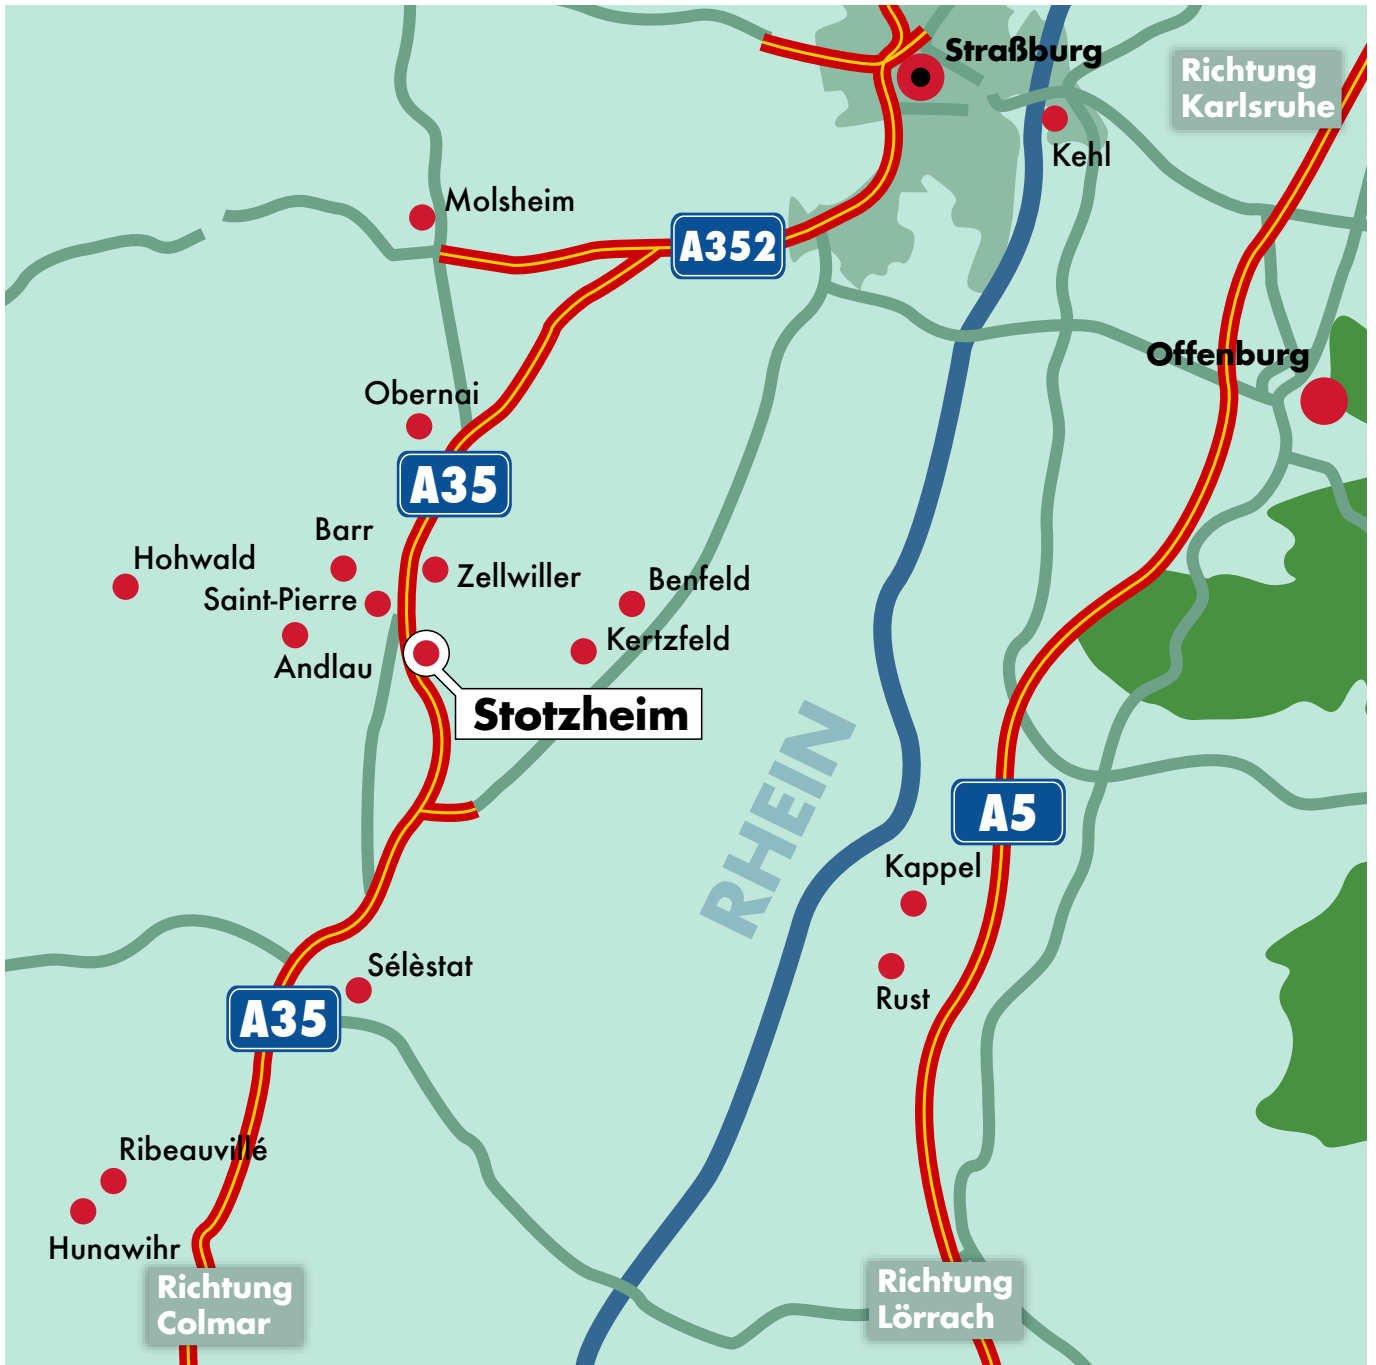 Straßburg
Richtung
Karlsruhe
Kehl
Molsheim
A352
Offenburg
Obernai
A35
Barr
Hohwald
Zellwiller
Benfeld
Saint-Pierre
Kertzfeld
Andlau
Stotzheim
RHEIN
A5
Kappel
Sélèstat
Rust
A35
Ribeauvillé
Hunawihr
Richtung
Colmar
Richtung
Lörrach